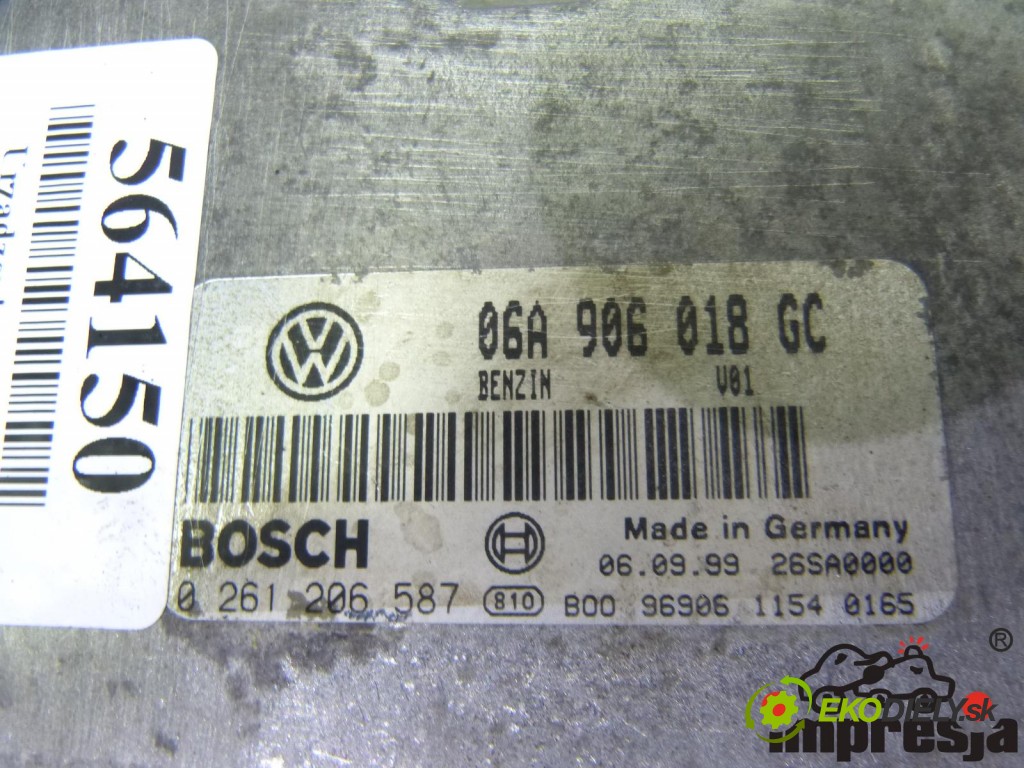 564150
06A 906 018 GC
BENZIN V01
BOSCH
Made in Germany
06.09.99 26SA0000
0 261 206 587 810 B00 96906 1154 0165
®
EKODIELY.sk
impresja